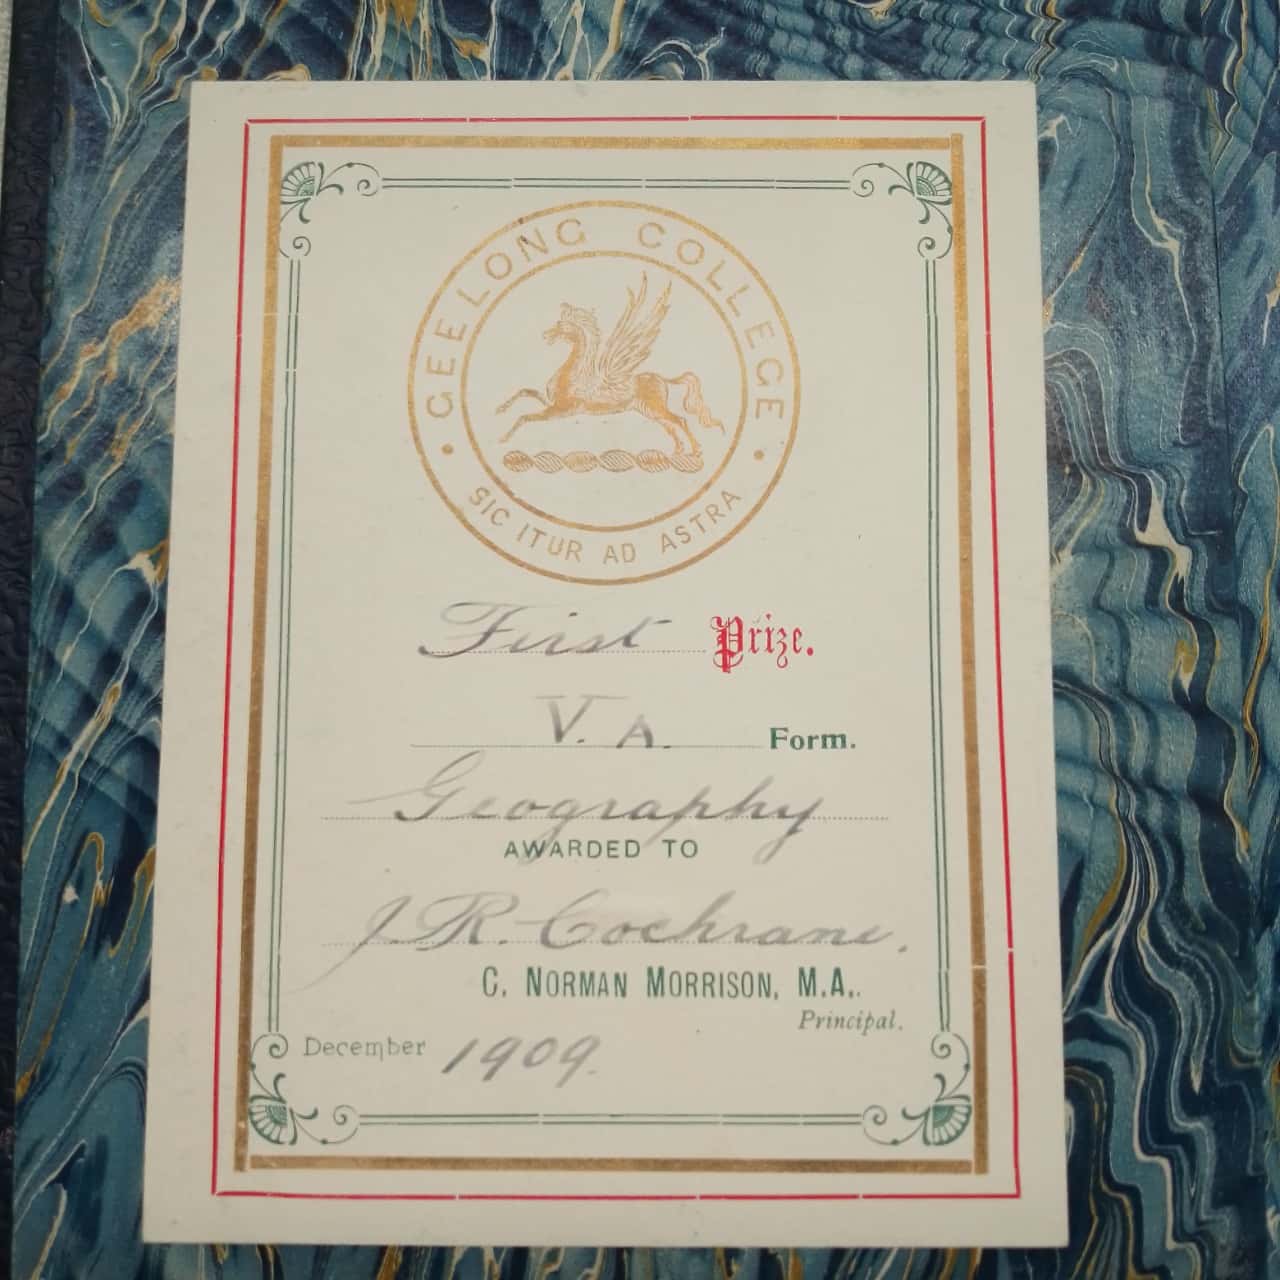 GEELONG COLLEGE
SIC ITUR AD ASTRA
First Prize.
V. A. Form.
Geography
AWARDED TO
J. R. Cochrane.
C. NORMAN MORRISON, M.A.,
Principal.
December 1909.